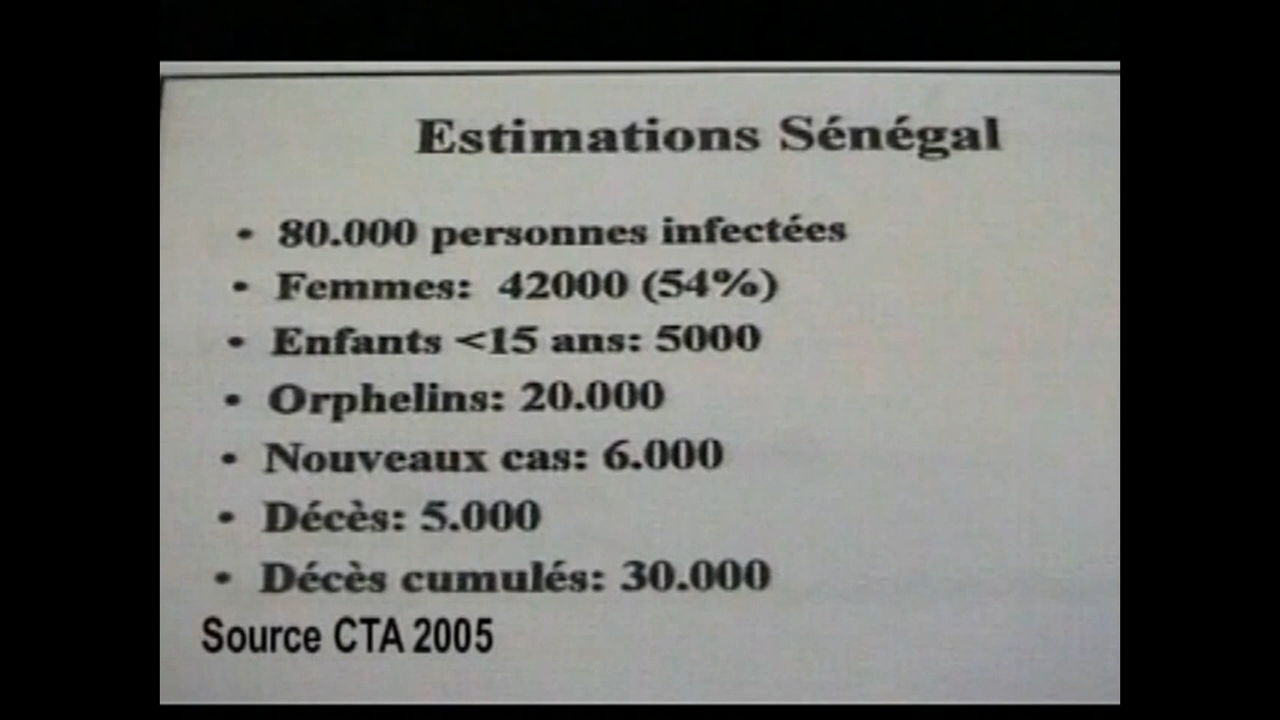 Estimations Sénégal
• 80.000 personnes infectées
• Femmes: 42000 (54%)
• Enfants <15 ans: 5000
• Orphelins: 20.000
• Nouveaux cas: 6.000
• Décès: 5.000
• Décès cumulés: 30.000
Source CTA 2005